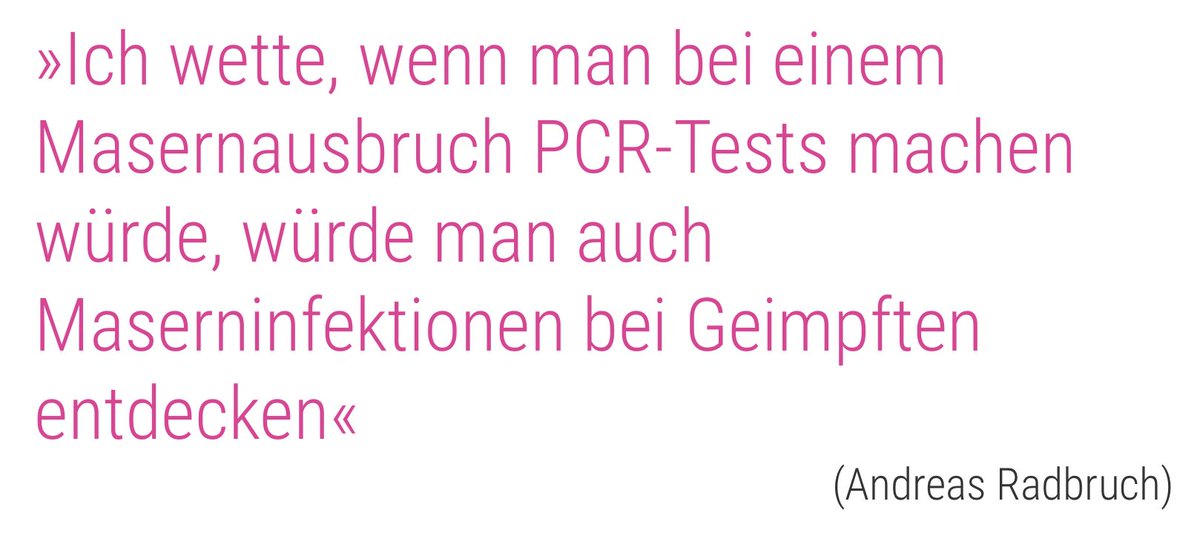 »Ich wette, wenn man bei einem
Masernausbruch PCR-Tests machen
würde, würde man auch
Maserninfektionen bei Geimpften
entdecken«
(Andreas Radbruch)